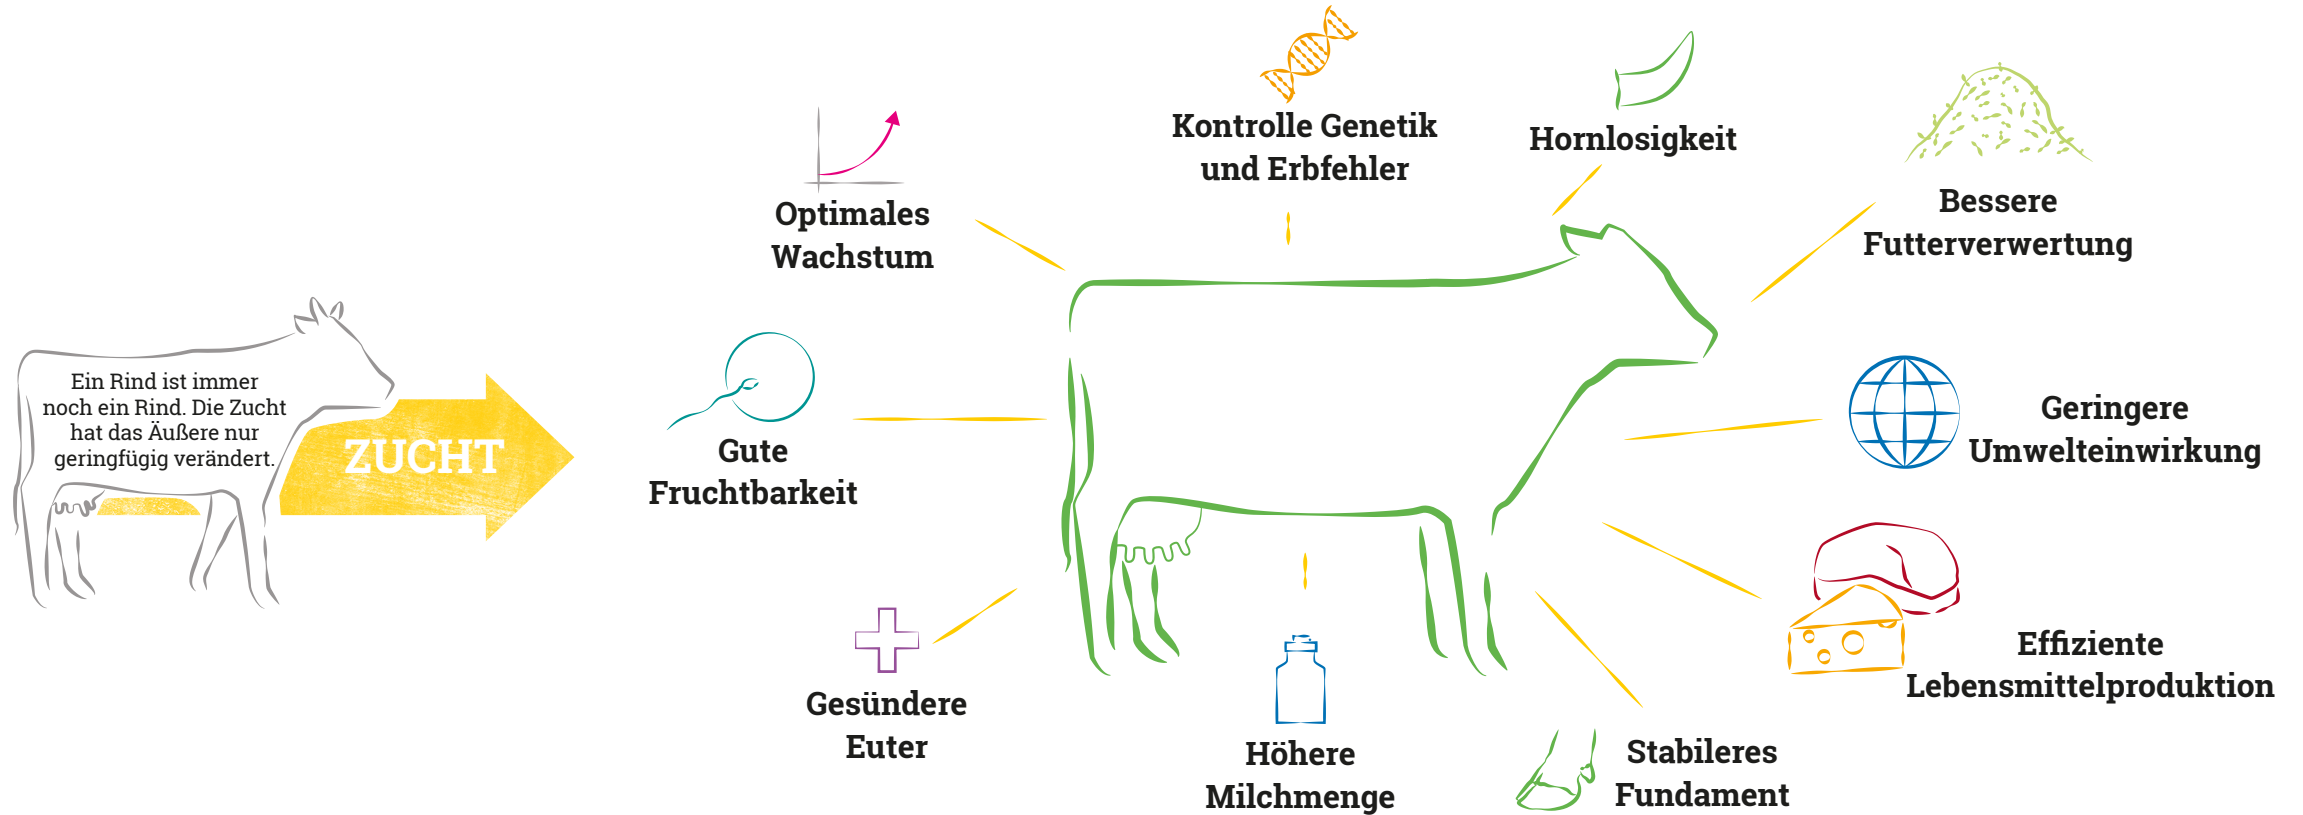 Ein Rind ist immer
noch ein Rind. Die Zucht
hat das Äußere nur
geringfügig verändert.
ZUCHT
Optimales
Wachstum
Kontrolle Genetik
und Erbfehler
Hornlosigkeit
Bessere
Futterverwertung
Gute
Fruchtbarkeit
Geringere
Umwelteinwirkung
Gesündere
Euter
Höhere
Milchmenge
Stabileres
Fundament
Effiziente
Lebensmittelproduktion